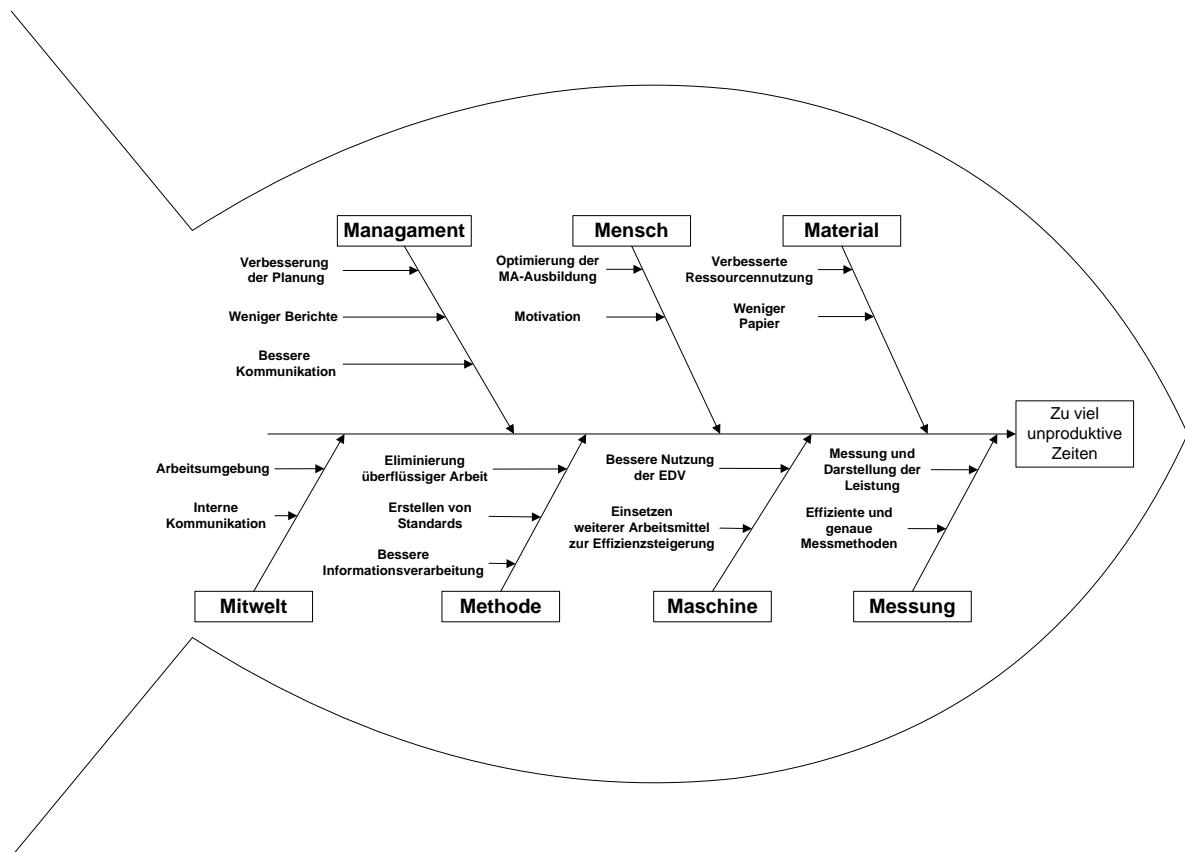 Managament
Verbesserung
der Planung
Weniger Berichte
Bessere
Kommunikation
Mensch
Optimierung der
MA-Ausbildung
Motivation
Material
Verbesserte
Ressourcennutzung
Weniger
Papier
Zu viel
unproduktive
Zeiten
Arbeitsumgebung
Interne
Kommunikation
Mitwelt
Eliminierung
überflüssiger Arbeit
Erstellen von
Standards
Bessere
Informationsverarbeitung
Methode
Bessere Nutzung
der EDV
Einsetzen
weiterer Arbeitsmittel
zur Effizienzsteigerung
Maschine
Messung und
Darstellung der
Leistung
Effiziente und
genaue
Messmethoden
Messung